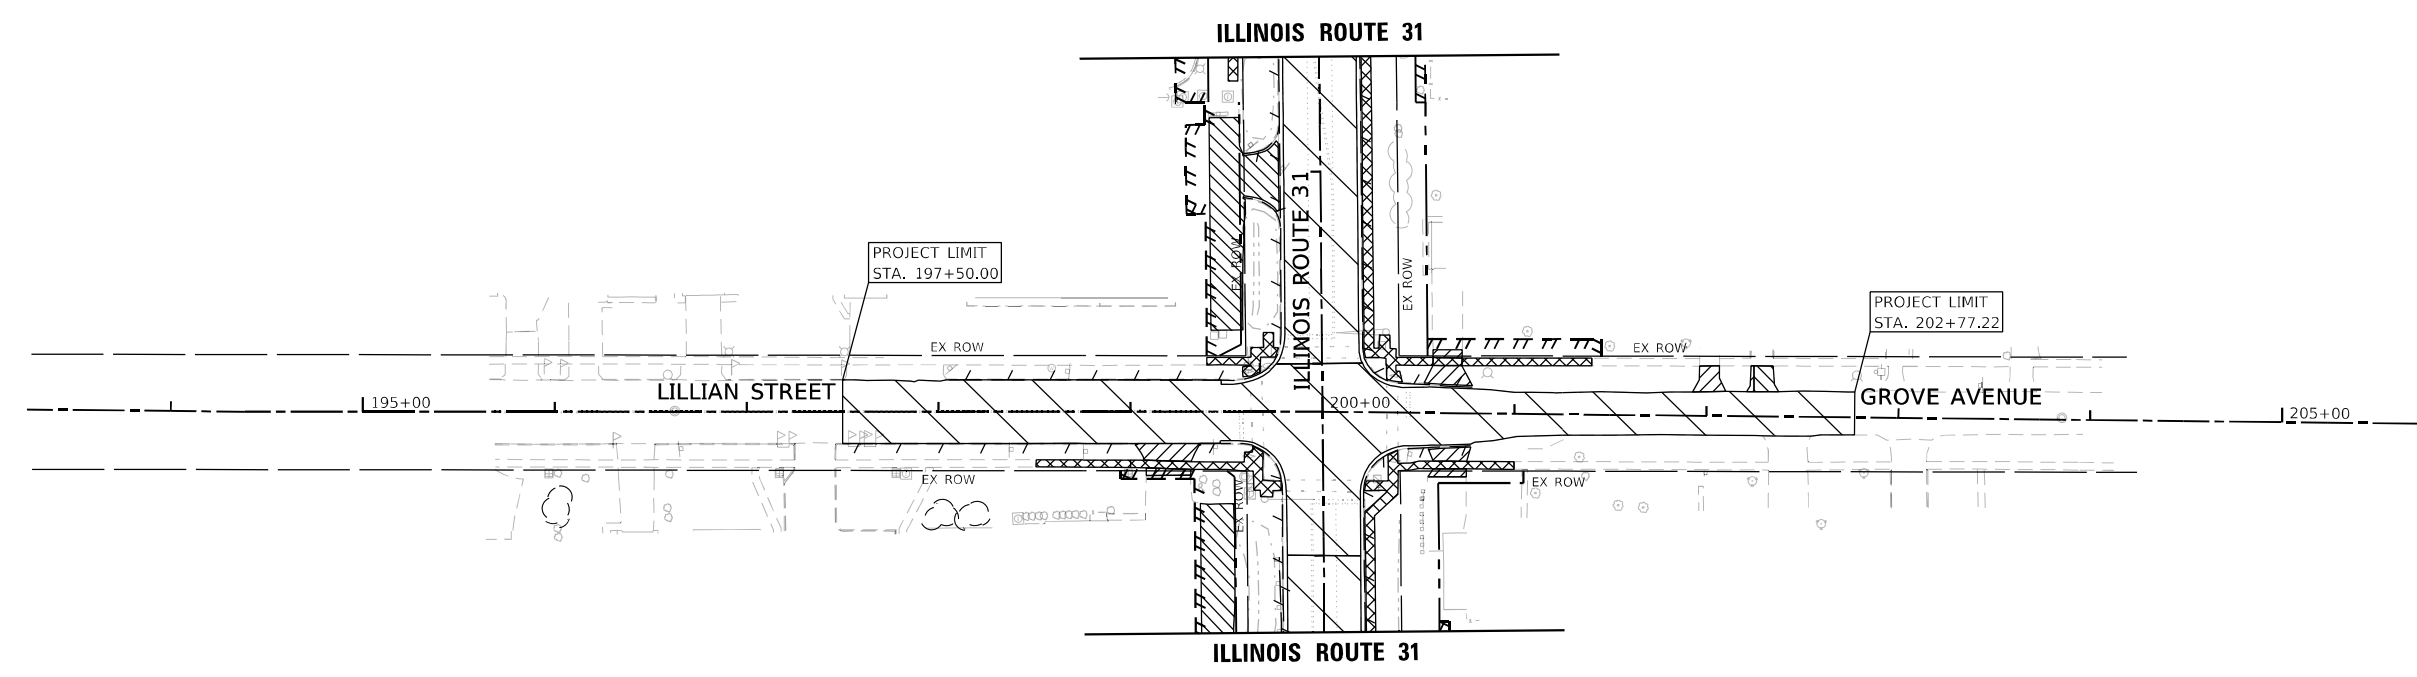 ILLINOIS ROUTE 31
ILLINOIS ROUTE 31
EX ROW
EX ROW
PROJECT LIMIT
STA. 197+50.00
PROJECT LIMIT
STA. 202+77.22
EX ROW
EX ROW
LILLIAN STREET
GROVE AVENUE
195+00
200+00
205+00
EX ROW
EX ROW
EX ROW
ILLINOIS ROUTE 31